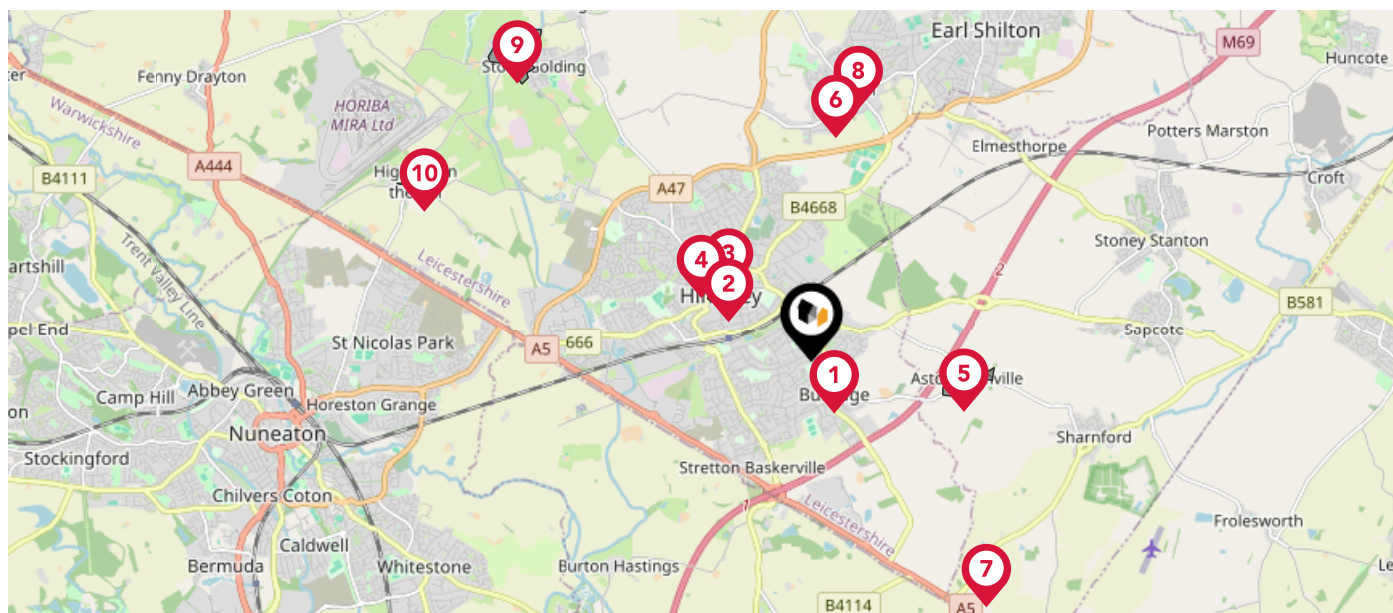 Earl Shilton
M69
Huncote
Fenny Drayton
9
8
6
HORIBA
MIRA Ltd
Warwickshire
Potters Marston
Elmesthorpe
A444
B4111
10
A47
Croft
B4668
Trent Valley Line
Leicestershire
Stoney Stanton
3
4
2
2
B581
Sapcote
St Nicolas Park
A5
666
1
5
Abbey Green
Camp Hill
Horeston Grange
Nuneaton
Sharnford
Stockingford
Stretton Baskerville
Chilvers Coton
1
Leicestershire
Frolesworth
Caldwell
Bermuda
Whitestone
Burton Hastings
7
B4114
A5